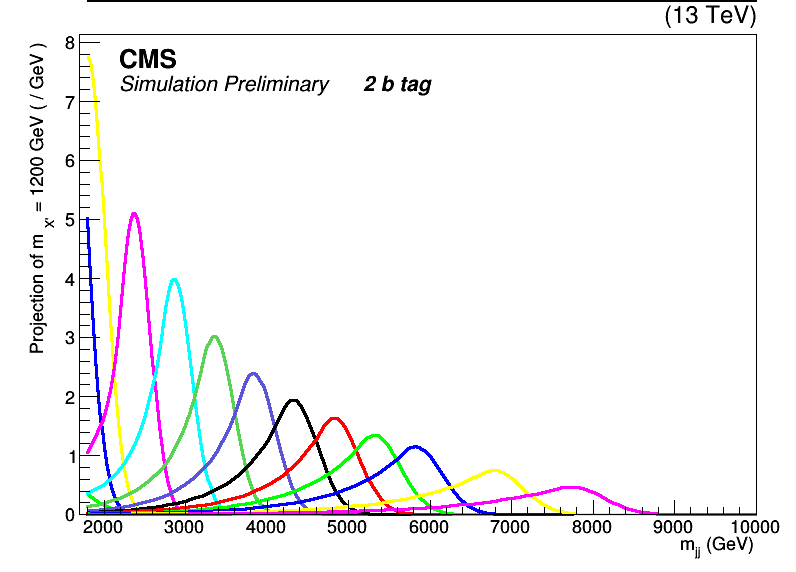 (13 TeV)
CMS
Simulation Preliminary 2 b tag
Projection of m_X' = 1200 GeV ( / GeV )
8
7
6
5
4
3
2
1
0
2000 3000 4000 5000 6000 7000 8000 9000 10000
m_jj (GeV)